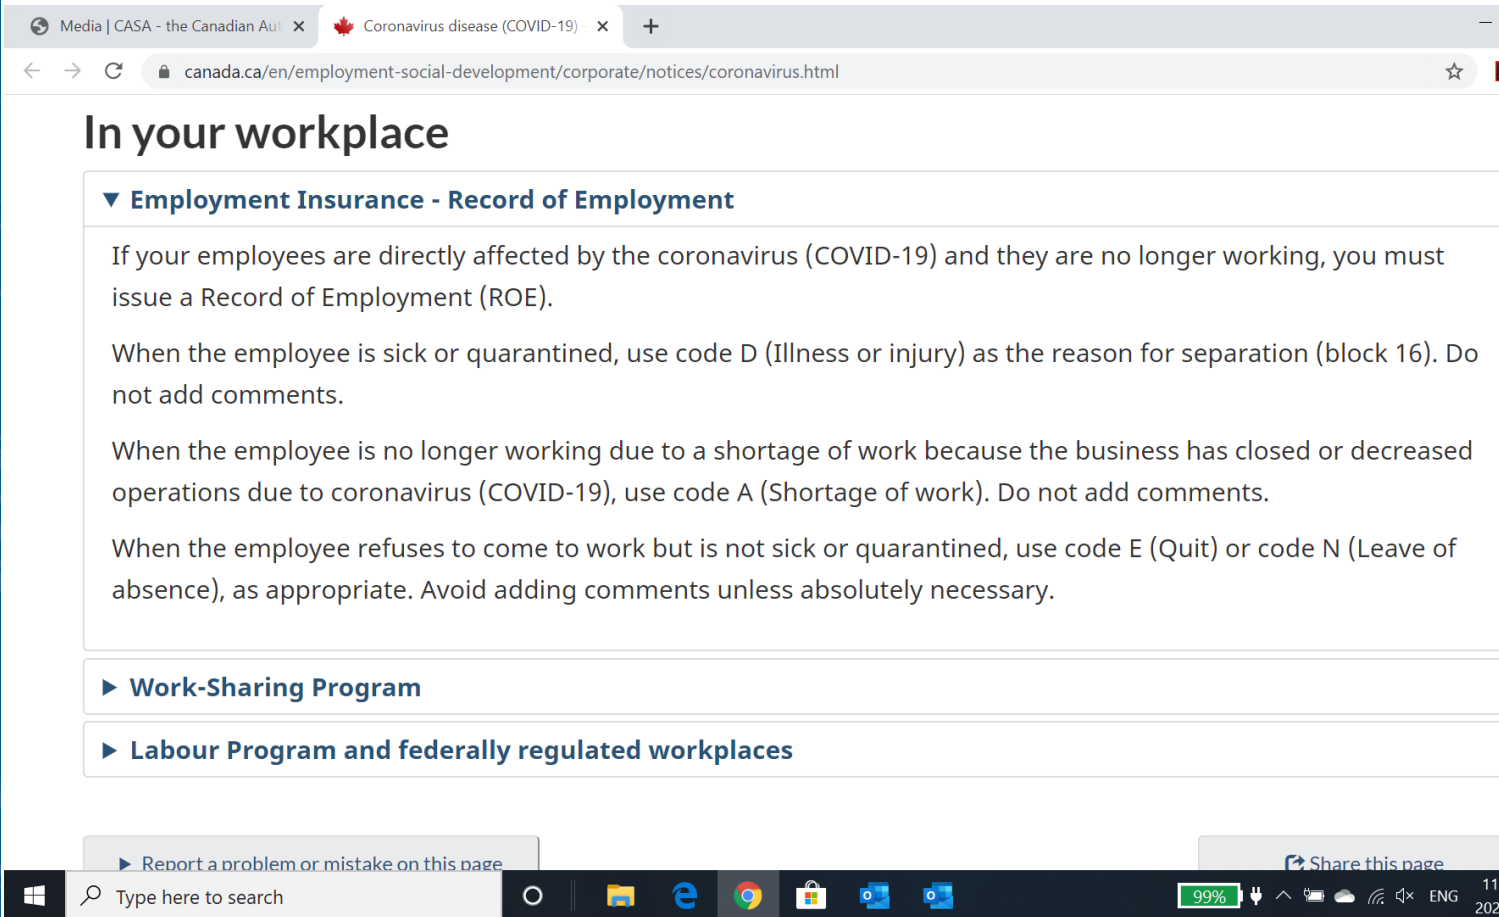 Media | CASA - the Canadian Aut
Coronavirus disease (COVID-19) -
canada.ca/en/employment-social-development/corporate/notices/coronavirus.html
In your workplace
Employment Insurance - Record of Employment
If your employees are directly affected by the coronavirus (COVID-19) and they are no longer working, you must
issue a Record of Employment (ROE).
When the employee is sick or quarantined, use code D (Illness or injury) as the reason for separation (block 16). Do
not add comments.
When the employee is no longer working due to a shortage of work because the business has closed or decreased
operations due to coronavirus (COVID-19), use code A (Shortage of work). Do not add comments.
When the employee refuses to come to work but is not sick or quarantined, use code E (Quit) or code N (Leave of
absence), as appropriate. Avoid adding comments unless absolutely necessary.
Work-Sharing Program
Labour Program and federally regulated workplaces
Report a problem or mistake on this page
Share this page
Type here to search
99%
ENG
11
202